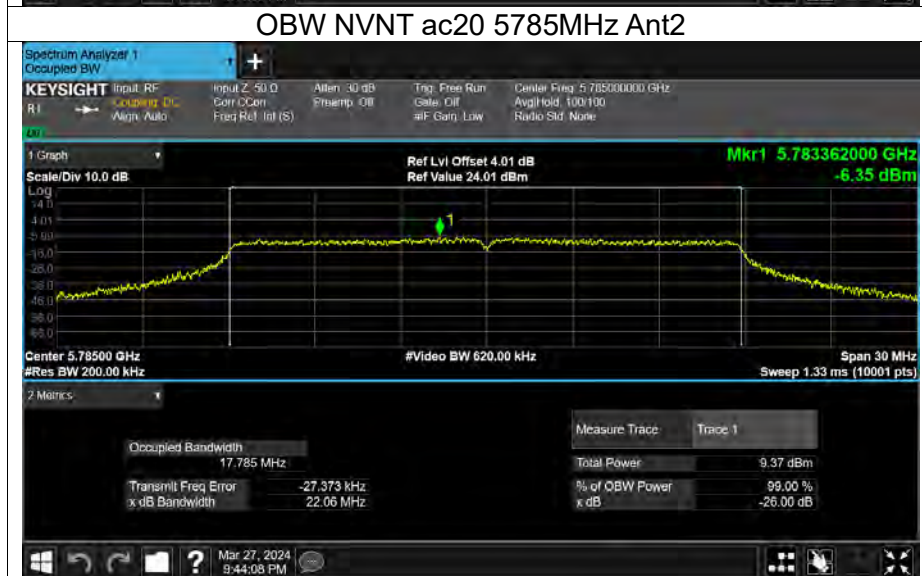 OBW NVNT ac20 5785MHz Ant2
Spectrum Analyzer 1
Occupied BW
+
KEYSIGHT Input: RF Input Z: 50 Ω Atten: 30 dB Trig: Free Run Center Freq: 5.785000000 GHz
Coupling: DC Corr CCorr Preamp: Off Gate: Off Avg|Hold: 100/100
Align: Auto Freq Ref: Int (S) #IF Gain: Low Radio Std: None
1 Graph
Scale/Div 10.0 dB
Ref Lvl Offset 4.01 dB
Ref Value 24.01 dBm
Mkr1 5.783362000 GHz
-6.35 dBm
Log
14.0
4.01
1
Center 5.78500 GHz #Video BW 620.00 kHz Span 30 MHz
#Res BW 200.00 kHz Sweep 1.33 ms (10001 pts)
2 Metrics
Measure Trace Trace 1
Occupied Bandwidth
17.785 MHz
Total Power 9.37 dBm
Transmit Freq Error -27.373 kHz % of OBW Power 99.00 %
x dB Bandwidth 22.06 MHz x dB -26.00 dB
?
Mar 27, 2024
9:44:08 PM